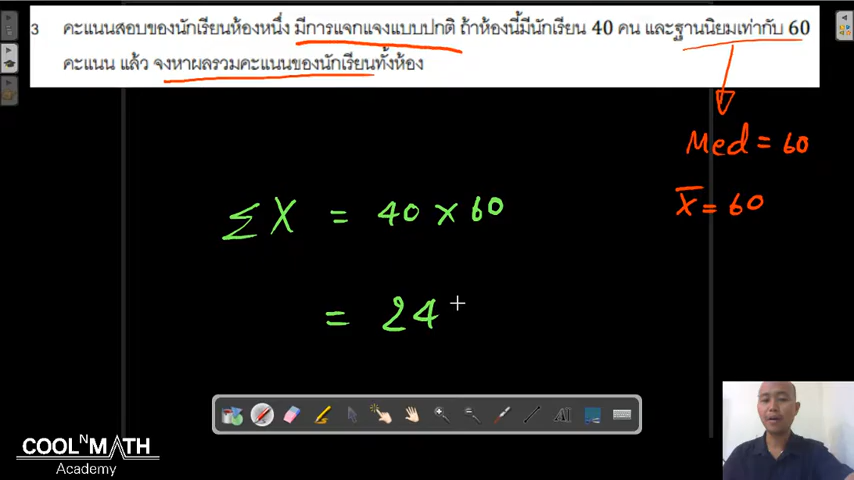 3 คะแนนสอบของนักเรียนห้องหนึ่ง มีการแจกแจงแบบปกติ ถ้าห้องนี้มีนักเรียน 40 คน และฐานนิยมเท่ากับ 60
คะแนน แล้ว จงหาผลรวมคะแนนของนักเรียนทั้งห้อง
Med = 60
X̄ = 60
∑X = 40 × 60
= 24
AI
COOL N MATH
Academy